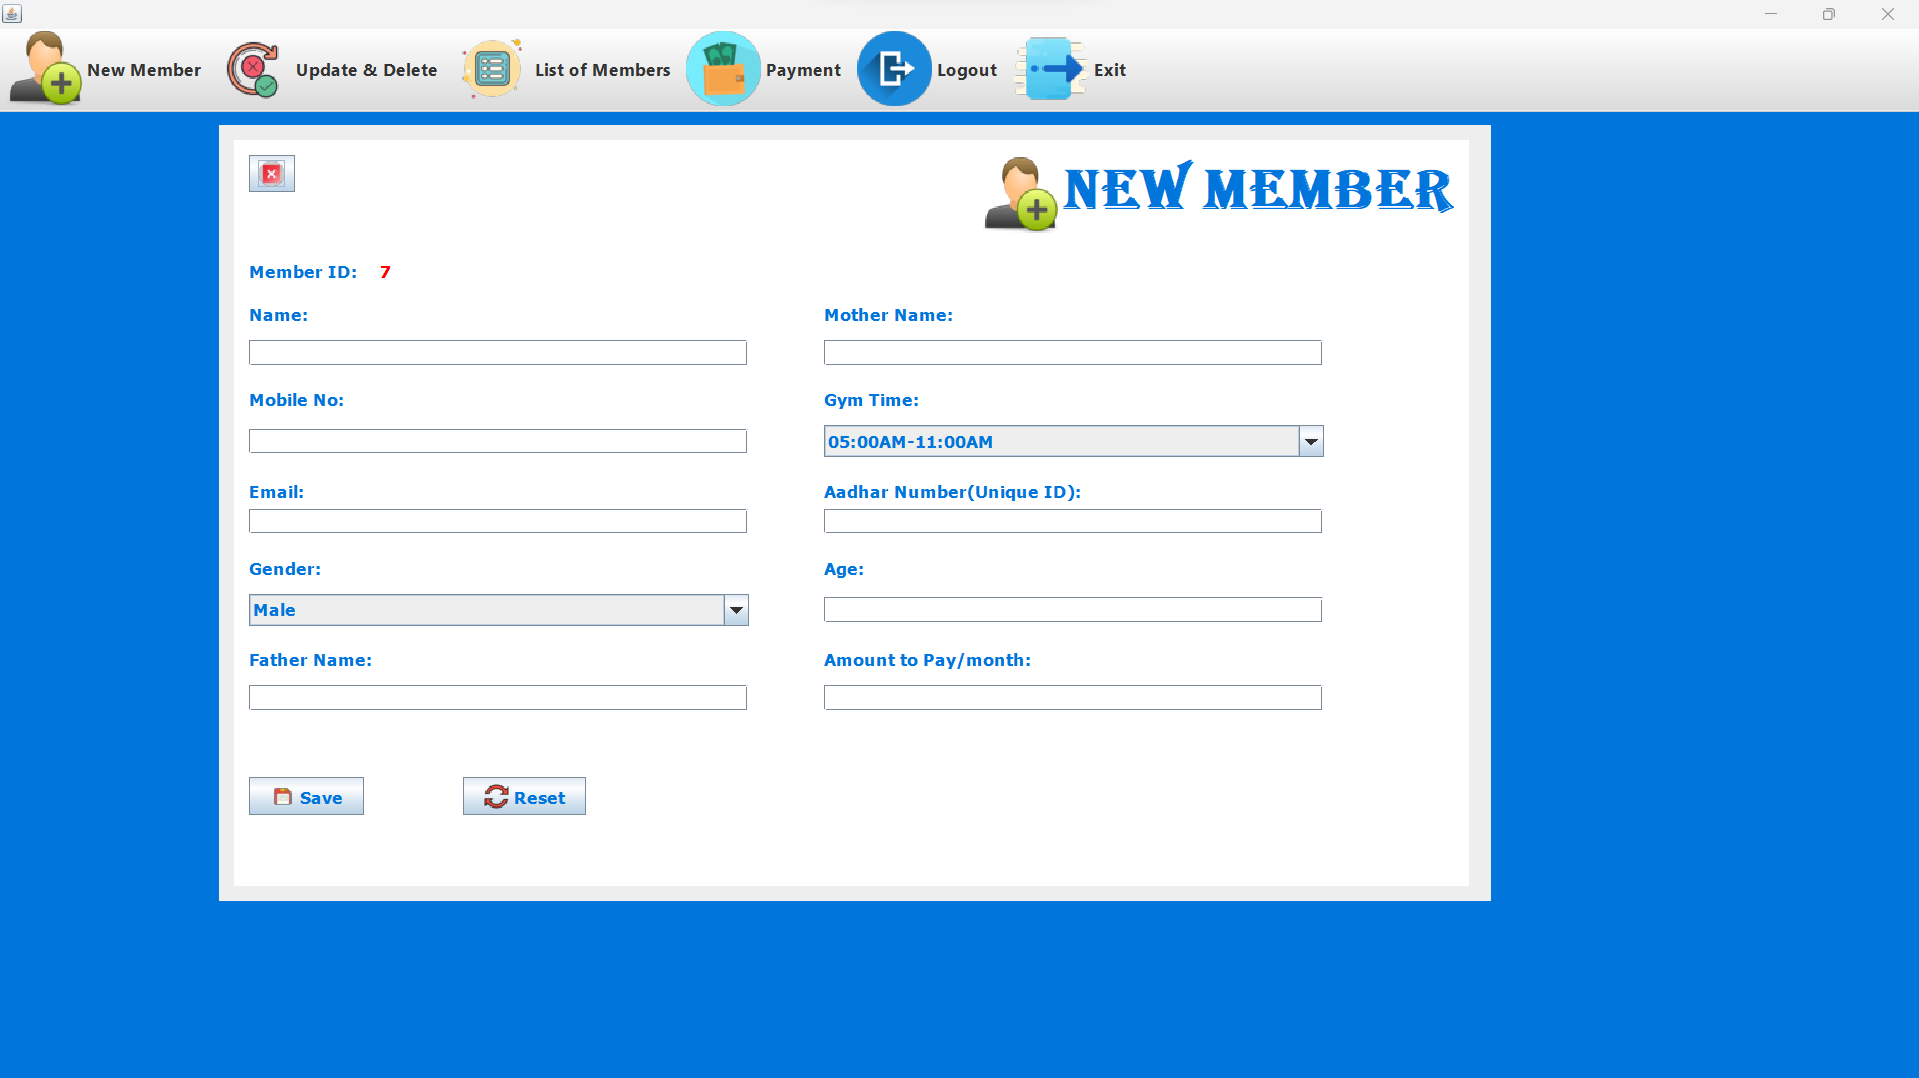 New Member Update & Delete List of Members Payment Logout Exit
NEW MEMBER
Member ID: 7
Name: Mother Name:
Mobile No: Gym Time:
05:00AM-11:00AM
Email: Aadhar Number(Unique ID):
Gender: Age:
Male
Father Name: Amount to Pay/month:
Save Reset